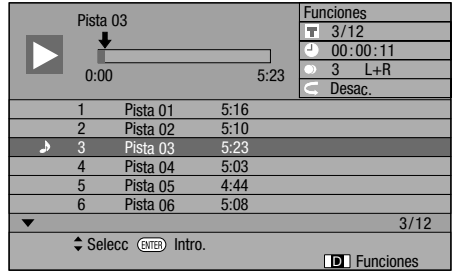 Pista 03
0:00 5:23
Funciones
T 3/12
00:00:11
3 L+R
Desac.
1 Pista 01 5:16
2 Pista 02 5:10
3 Pista 03 5:23
4 Pista 04 5:03
5 Pista 05 4:44
6 Pista 06 5:08
3/12
Selecc ENTER Intro.
D Funciones